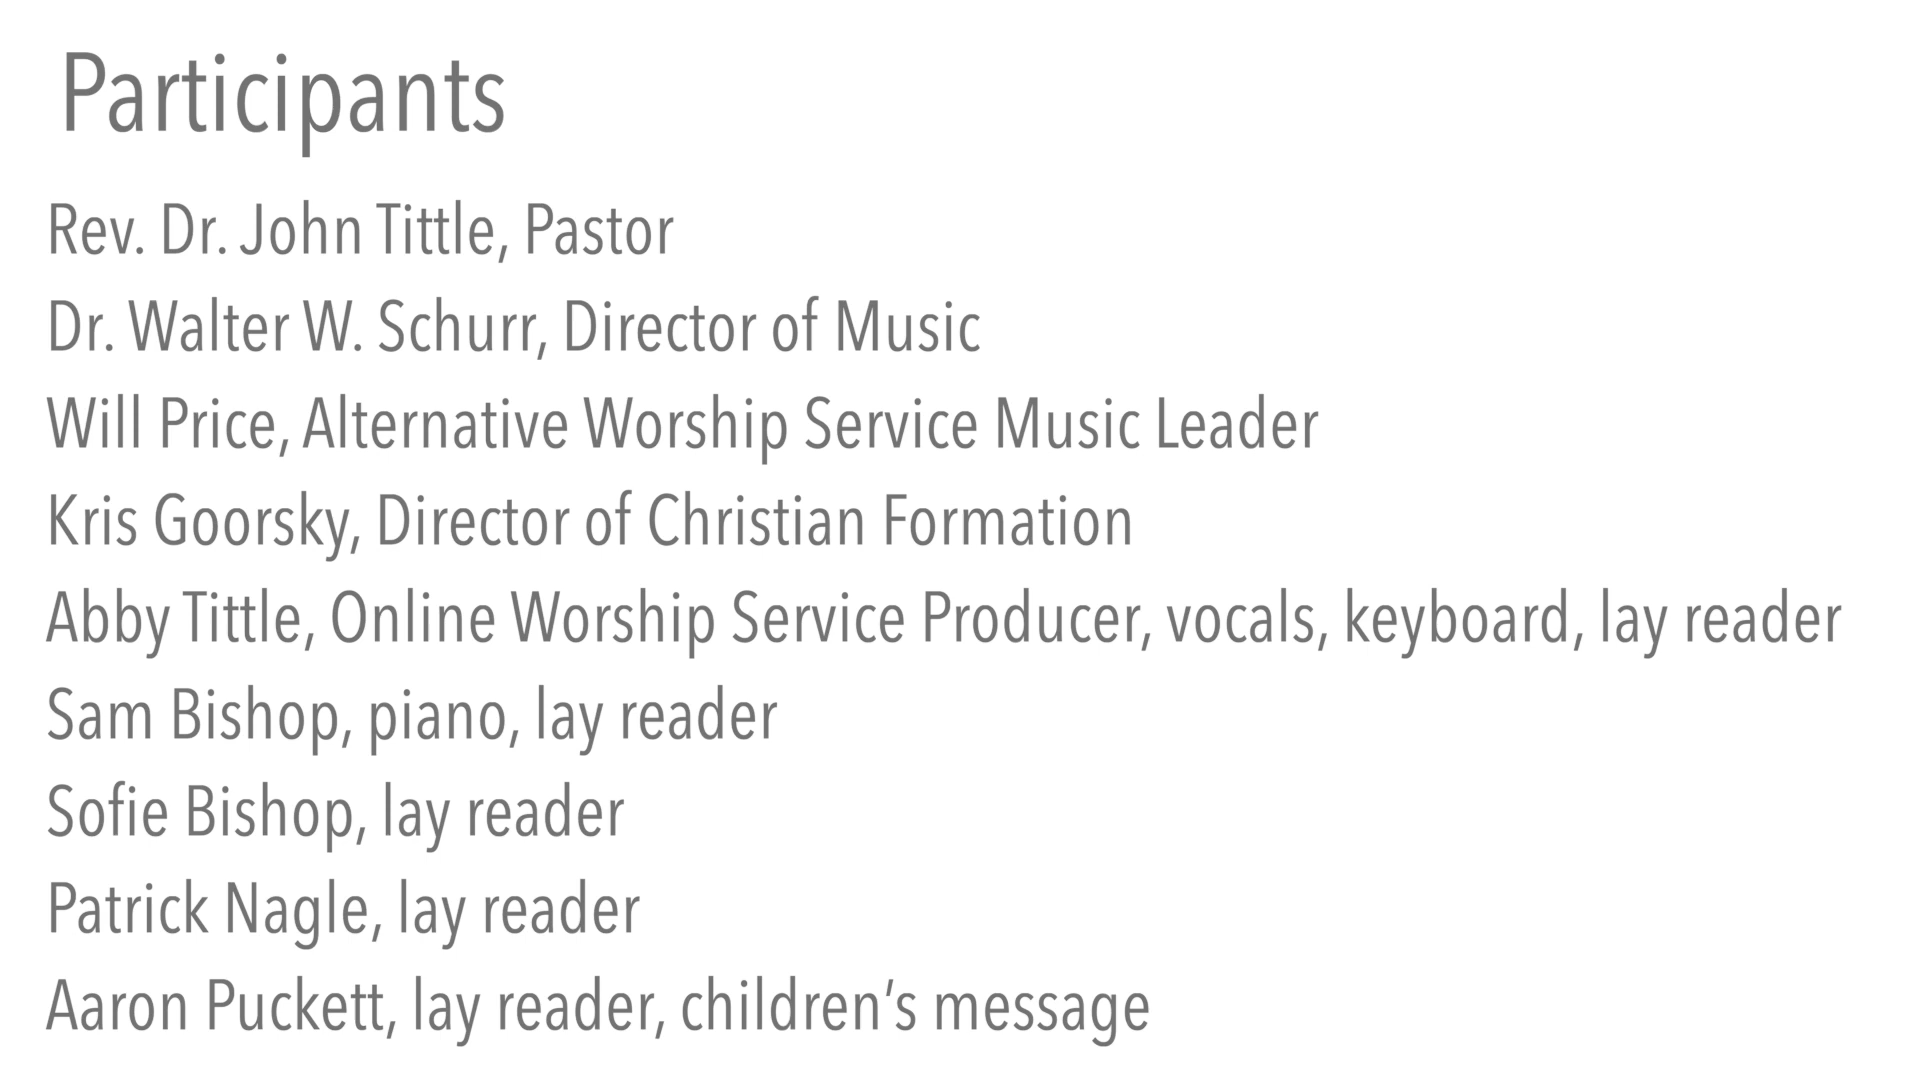 Participants
Rev. Dr. John Tittle, Pastor
Dr. Walter W. Schurr, Director of Music
Will Price, Alternative Worship Service Music Leader
Kris Goorsky, Director of Christian Formation
Abby Tittle, Online Worship Service Producer, vocals, keyboard, lay reader
Sam Bishop, piano, lay reader
Sofie Bishop, lay reader
Patrick Nagle, lay reader
Aaron Puckett, lay reader, children’s message